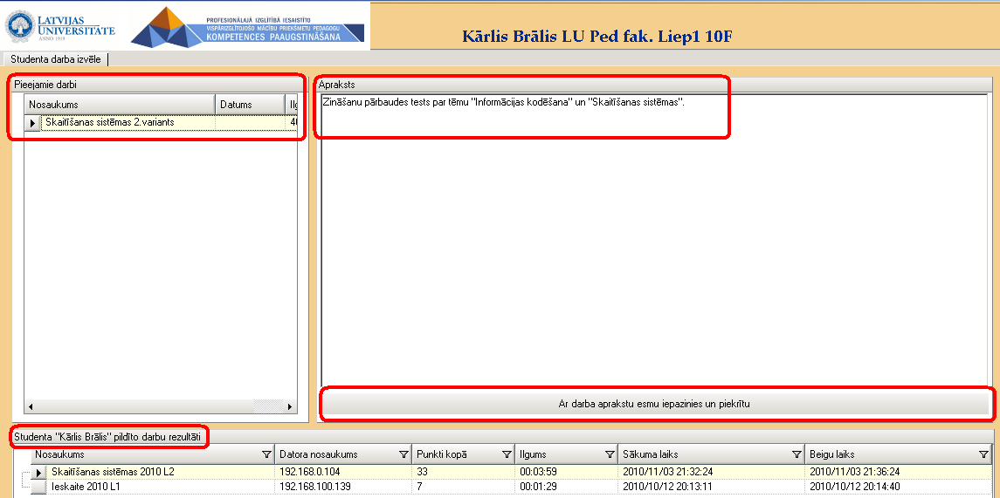 LATVIJAS
UNIVERSITĀTE
ANNO 1919
PROFESIONĀLAJĀ IZGLĪTĪBĀ IESAISTĪTO
VISPĀRIZGLĪTOJOŠO MĀCĪBU PRIEKŠMETU PEDAGOGU
KOMPETENCES PAAUGSTINĀŠANA
Kārlis Brālis LU Ped fak. Liep1 10F
Studenta darba izvēle
Pieejamie darbi
Nosaukums Datums
Skaitīšanas sistēmas 2.variants
Apraksts
Zināšanu pārbaudes tests par tēmu "Informācijas kodēšana" un "Skaitīšanas sistēmas".
Ar darba aprakstu esmu iepazinies un piekrītu
Studenta "Kārlis Brālis" pildīto darbu rezultāti
Nosaukums Datora nosaukums Punkti kopā Ilgums Sākuma laiks Beigu laiks
Skaitīšanas sistēmas 2010 L2 192.168.0.104 33 00:03:59 2010/11/03 21:32:24 2010/11/03 21:36:24
Ieskaite 2010 L1 192.168.100.139 7 00:01:29 2010/10/12 20:13:11 2010/10/12 20:14:40